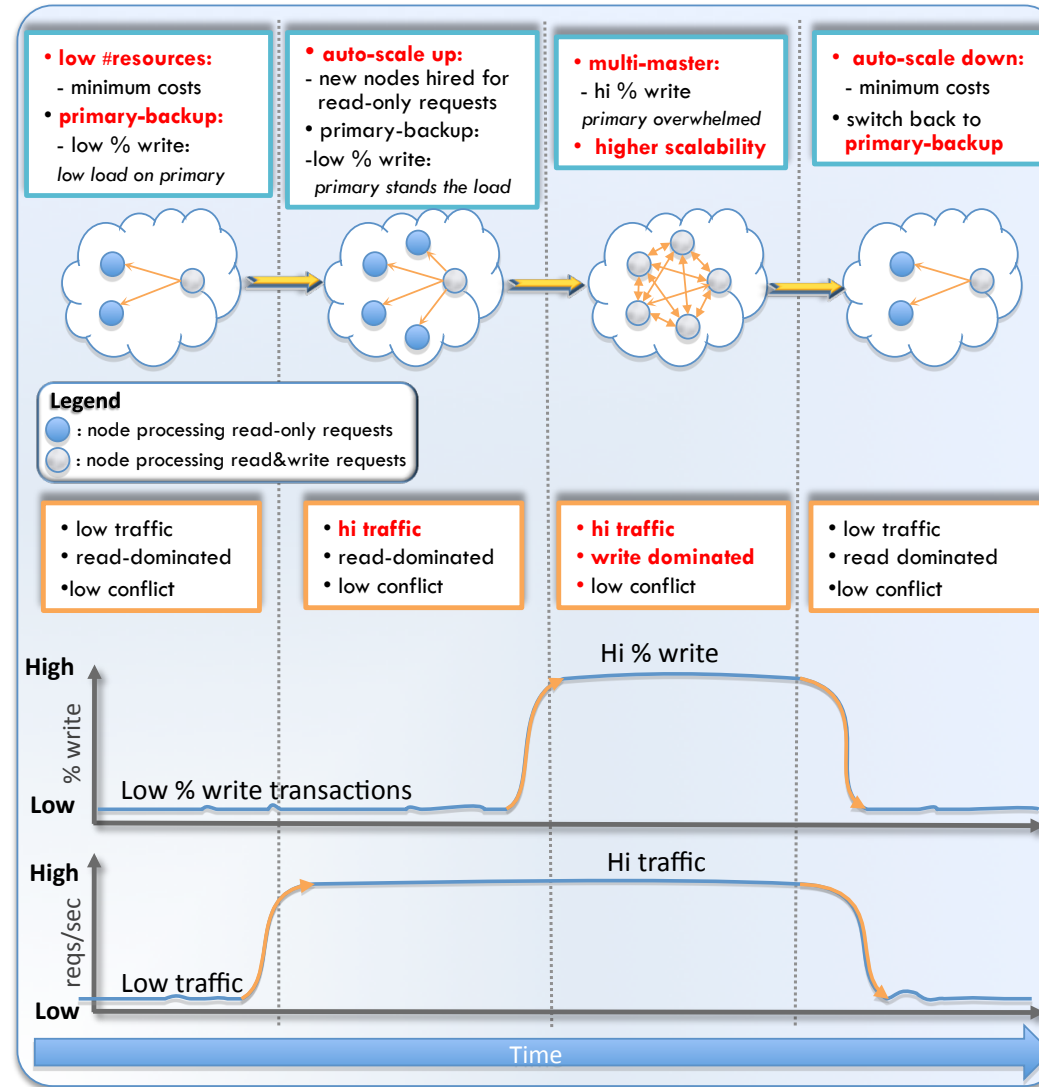 • low #resources:
- minimum costs
• primary-backup:
- low % write:
low load on primary
• auto-scale up:
- new nodes hired for
read-only requests
• primary-backup:
-low % write:
primary stands the load
• multi-master:
- hi % write
primary overwhelmed
• higher scalability
• auto-scale down:
- minimum costs
• switch back to
primary-backup
Legend
: node processing read-only requests
: node processing read&write requests
• low traffic
• read-dominated
•low conflict
• hi traffic
• read-dominated
• low conflict
• hi traffic
• write dominated
• low conflict
• low traffic
• read dominated
•low conflict
High
% write
Low
Low % write transactions
Hi % write
High
reqs/sec
Low
Low traffic
Hi traffic
Time